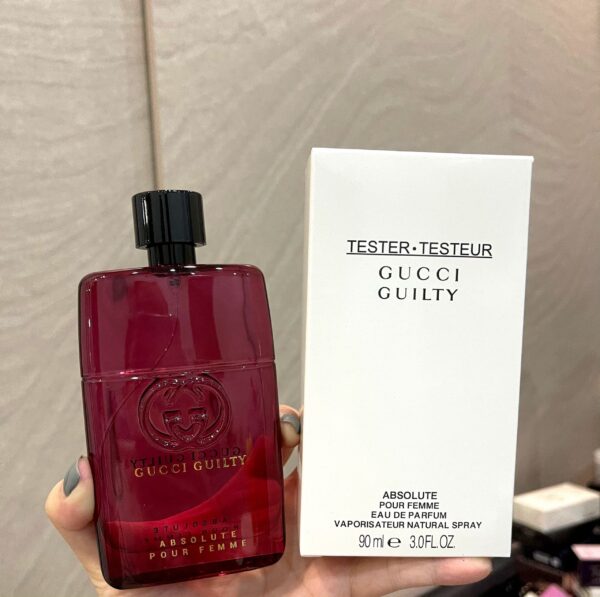 GUCCI GUILTY
ABSOLUTE
POUR FEMME
TESTER•TESTEUR
GUCCI
GUILTY
ABSOLUTE
POUR FEMME
EAU DE PARFUM
VAPORISATEUR NATURAL SPRAY
90 ml e 3.0 FL.OZ.